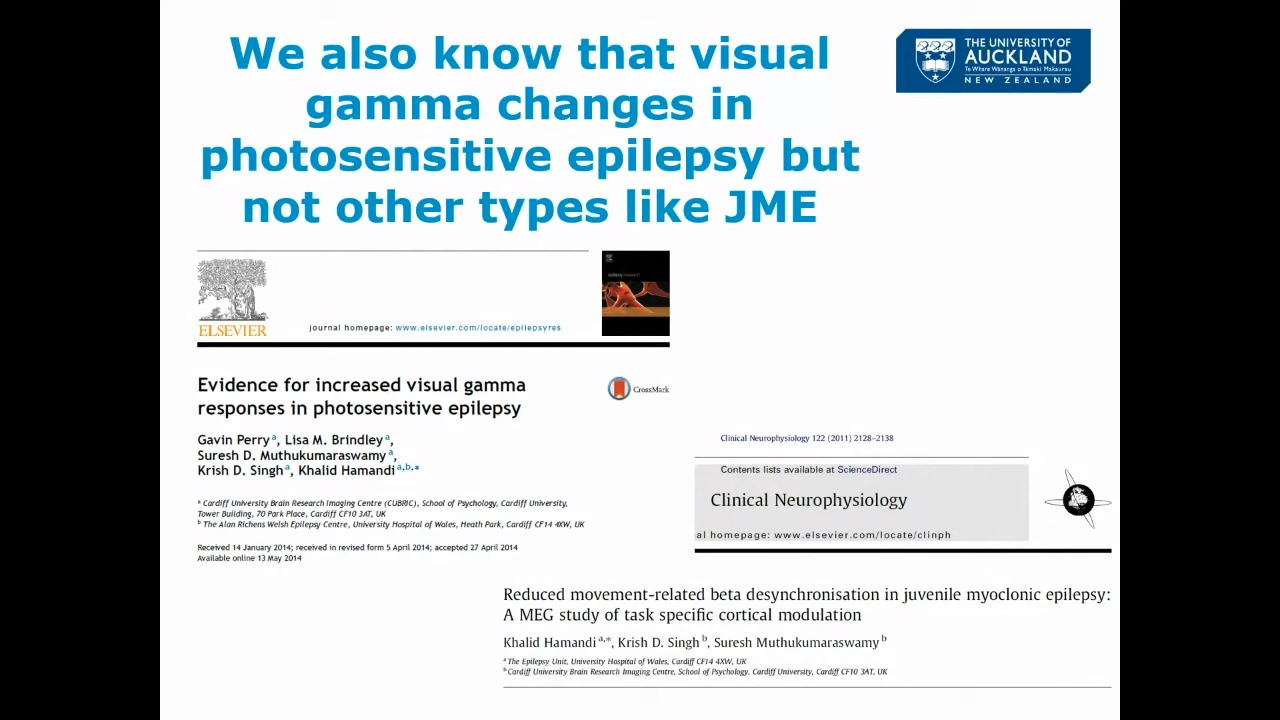 We also know that visual
gamma changes in
photosensitive epilepsy but
not other types like JME
THE UNIVERSITY OF
AUCKLAND
Te Whare Wānanga o Tāmaki Makaurau
NEW ZEALAND
epilepsy research
ELSEVIER
journal homepage: www.elsevier.com/locate/epilepsyres
Evidence for increased visual gamma
responses in photosensitive epilepsy
CrossMark
Gavin Perry a, Lisa M. Brindley a,
Suresh D. Muthukumaraswamy a,
Krish D. Singh a, Khalid Hamandi a,b,*
a Cardiff University Brain Research Imaging Centre (CUBRIC), School of Psychology, Cardiff University,
Tower Building, 70 Park Place, Cardiff CF10 3AT, UK
b The Alan Richens Welsh Epilepsy Centre, University Hospital of Wales, Heath Park, Cardiff CF14 4XW, UK
Received 14 January 2014; received in revised form 5 April 2014; accepted 27 April 2014
Available online 13 May 2014
Clinical Neurophysiology 122 (2011) 2128–2138
Contents lists available at ScienceDirect
Clinical Neurophysiology
al homepage: www.elsevier.com/locate/clinph
Reduced movement-related beta desynchronisation in juvenile myoclonic epilepsy:
A MEG study of task specific cortical modulation
Khalid Hamandi a,*, Krish D. Singh b, Suresh Muthukumaraswamy b
a The Epilepsy Unit, University Hospital of Wales, Cardiff CF14 4XW, UK
b Cardiff University Brain Research Imaging Centre, School of Psychology, Cardiff University, Cardiff CF10 3AT, UK